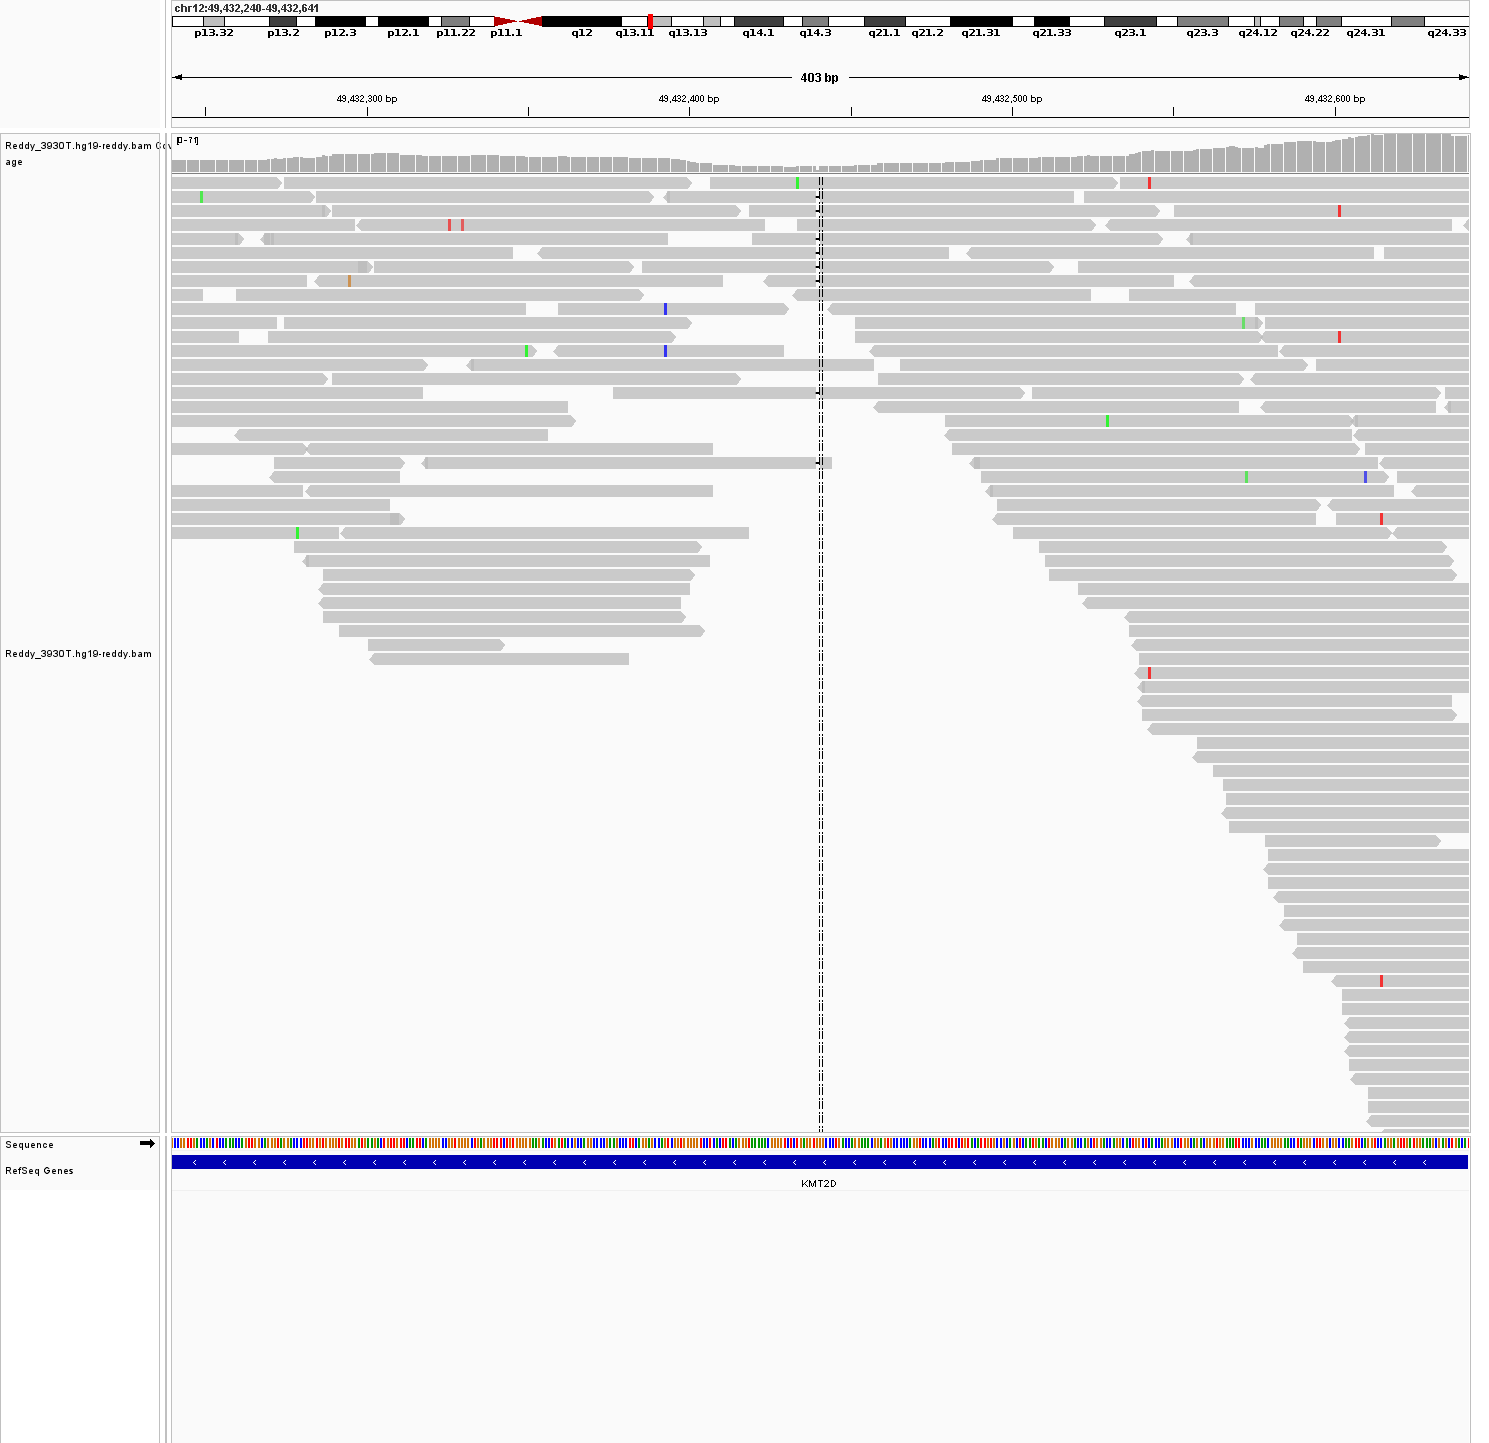 chr12:49,432,240-49,432,641
p13.32 p13.2 p12.3 p12.1 p11.22 p11.1 q12 q13.11 q13.13 q14.1 q14.3 q21.1 q21.2 q21.31 q21.33 q23.1 q23.3 q24.12 q24.22 q24.31 q24.33
403 bp
49,432,300 bp 49,432,400 bp 49,432,500 bp 49,432,600 bp
[0-71]
Reddy_3930T.hg19-reddy.bam Cov
age
Reddy_3930T.hg19-reddy.bam
Sequence
RefSeq Genes
KMT2D